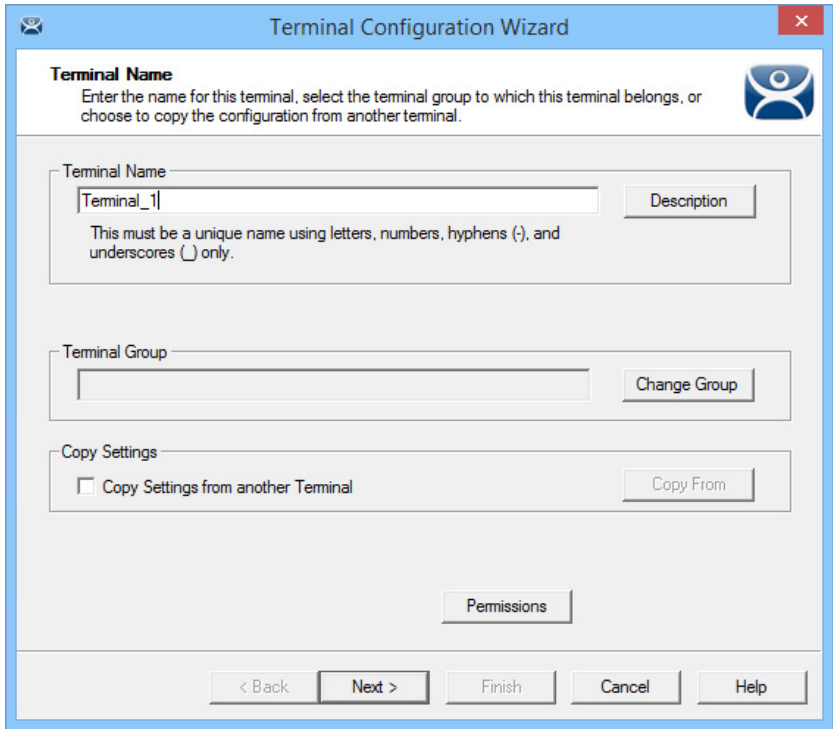 Terminal Configuration Wizard
Terminal Name
Enter the name for this terminal, select the terminal group to which this terminal belongs, or
choose to copy the configuration from another terminal.
Terminal Name
Terminal_1
Description
This must be a unique name using letters, numbers, hyphens (-), and
underscores (_) only.
Terminal Group
Change Group
Copy Settings
Copy Settings from another Terminal
Copy From
Permissions
< Back
Next >
Finish
Cancel
Help